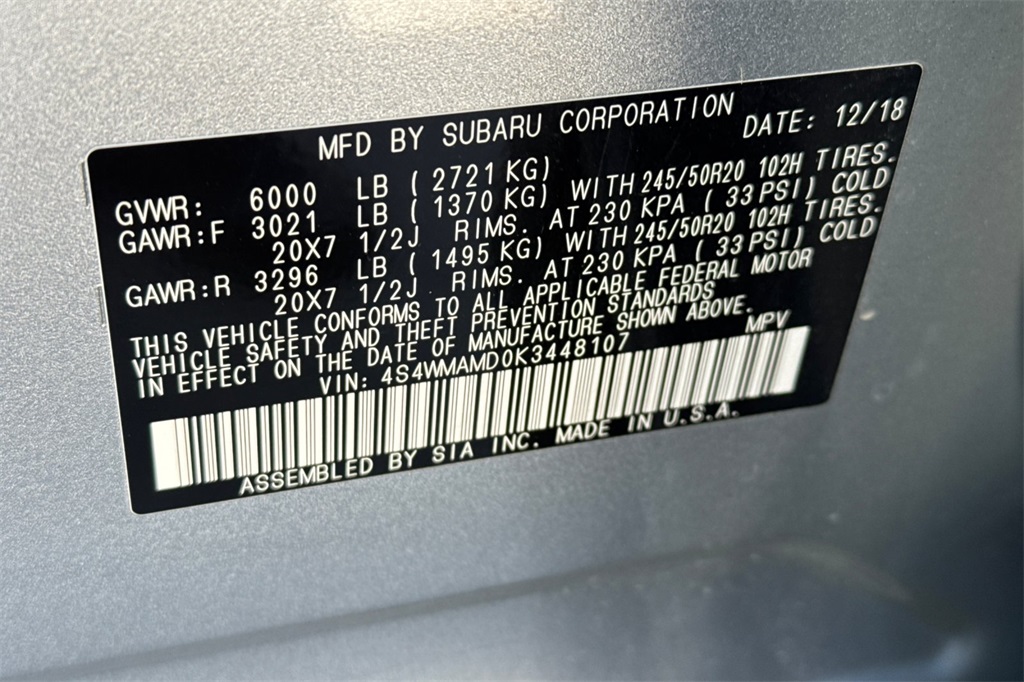 MFD BY SUBARU CORPORATION DATE: 12/18
GVWR: 6000 LB ( 2721 KG)
GAWR:F 3021 LB ( 1370 KG) WITH 245/50R20 102H TIRES.
20X7 1/2J RIMS. AT 230 KPA ( 33 PSI) COLD
GAWR:R 3296 LB ( 1495 KG) WITH 245/50R20 102H TIRES.
20X7 1/2J RIMS. AT 230 KPA ( 33 PSI) COLD
THIS VEHICLE CONFORMS TO ALL APPLICABLE FEDERAL MOTOR
VEHICLE SAFETY AND THEFT PREVENTION STANDARDS
IN EFFECT ON THE DATE OF MANUFACTURE SHOWN ABOVE.
VIN: 4S4WMAMD0K3448107 MPV
ASSEMBLED BY SIA INC. MADE IN U.S.A.